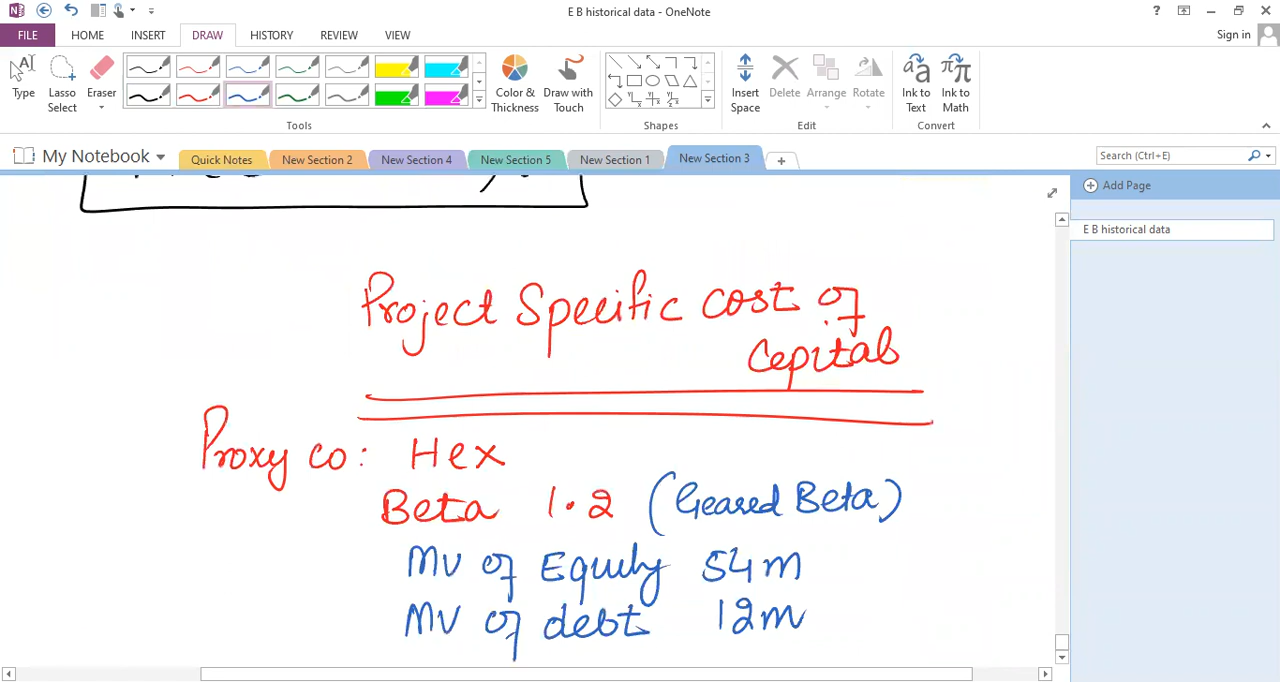 E B historical data - OneNote
?
Sign in
FILE HOME INSERT DRAW HISTORY REVIEW VIEW
Type
Lasso Select
Eraser
Color & Thickness
Draw with Touch
Insert Space
Delete
Arrange
Rotate
Ink to Text
Ink to Math
Tools
Shapes
Edit
Convert
My Notebook
Quick Notes
New Section 2
New Section 4
New Section 5
New Section 1
New Section 3
Search (Ctrl+E)
Add Page
E B historical data
Project Specific cost of
Cepital
Proxy co: Hex
Beta 1.2 (Geared Beta)
Mv of Equity 54m
MV of debt 12m